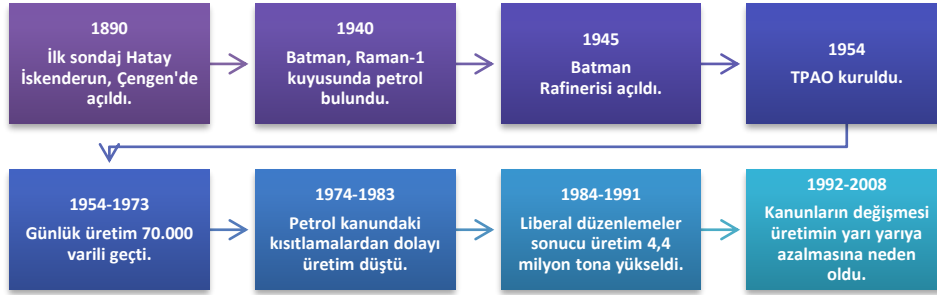 1890
İlk sondaj Hatay
İskenderun, Çengen'de
açıldı.
1940
Batman, Raman-1
kuyusunda petrol
bulundu.
1945
Batman
Rafinerisi açıldı.
1954
TPAO kuruldu.
1954-1973
Günlük üretim 70.000
varili geçti.
1974-1983
Petrol kanundaki
kısıtlamalardan dolayı
üretim düştü.
1984-1991
Liberal düzenlemeler
sonucu üretim 4,4
milyon tona yükseldi.
1992-2008
Kanunların değişmesi
üretimin yarı yarıya
azalmasına neden
oldu.